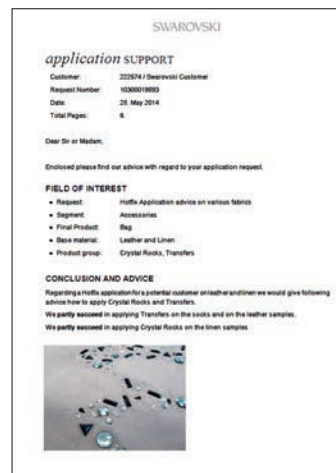 SWAROVSKI
application SUPPORT
Customer: 222574 / Swarovski Customer
Request Number: 10300019893
Date: 28. May 2014
Total Pages: 6
Dear Sir or Madam,
Enclosed please find our advice with regard to your application request.
FIELD OF INTEREST
• Request: Hotfix Application advice on various fabrics
• Segment: Accessories
• Final Product: Bag
• Base material: Leather and Linen
• Product group: Crystal Rocks, Transfers
CONCLUSION AND ADVICE
Regarding a Hotfix application for a potential customer on leather and linen we would give following
advice how to apply Crystal Rocks and Transfers.
We partly succeed in applying Transfers on the socks and on the leather samples.
We partly succeed in applying Crystal Rocks on the linen samples